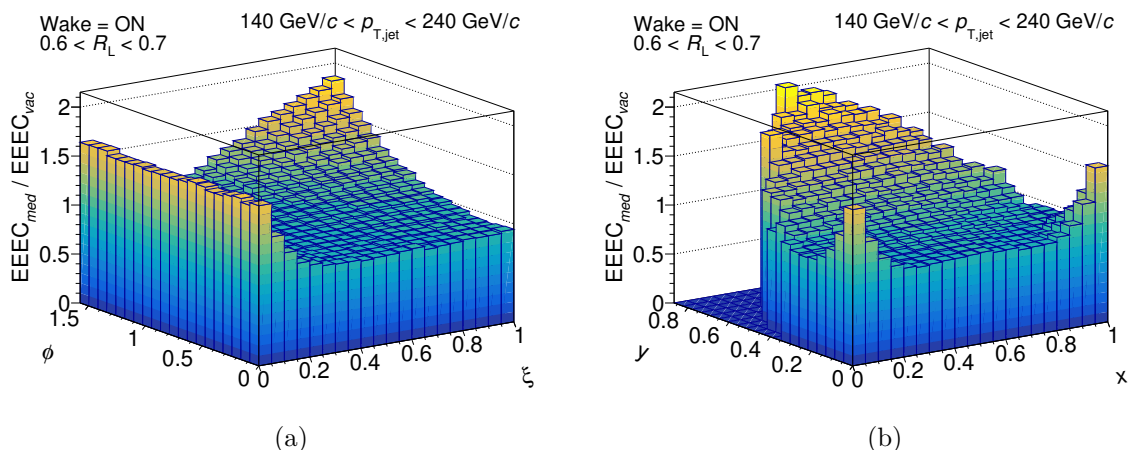 Wake = ON
0.6 < R_L < 0.7
140 GeV/c < p_T,jet < 240 GeV/c
EEEC_med / EEEC_vac
2
1.5
1
0.5
0
1.5
1
0.5
0
ϕ
0
0.2
0.4
0.6
0.8
1
ξ
(a)
Wake = ON
0.6 < R_L < 0.7
140 GeV/c < p_T,jet < 240 GeV/c
EEEC_med / EEEC_vac
2
1.5
1
0.5
0
0.8
0.6
0.4
0.2
0
y
0
0.2
0.4
0.6
0.8
1
x
(b)